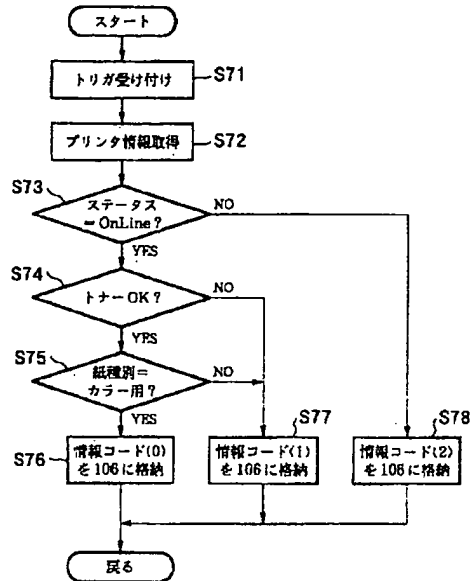 スタート
トリガ受け付け
S71
プリンタ情報取得
S72
S73
ステータス
=OnLine?
NO
YES
S74
トナーOK?
NO
YES
S75
紙種別=
カラー用?
NO
YES
S76
情報コード(0)
を106に格納
S77
情報コード(1)
を106に格納
S78
情報コード(2)
を106に格納
戻る